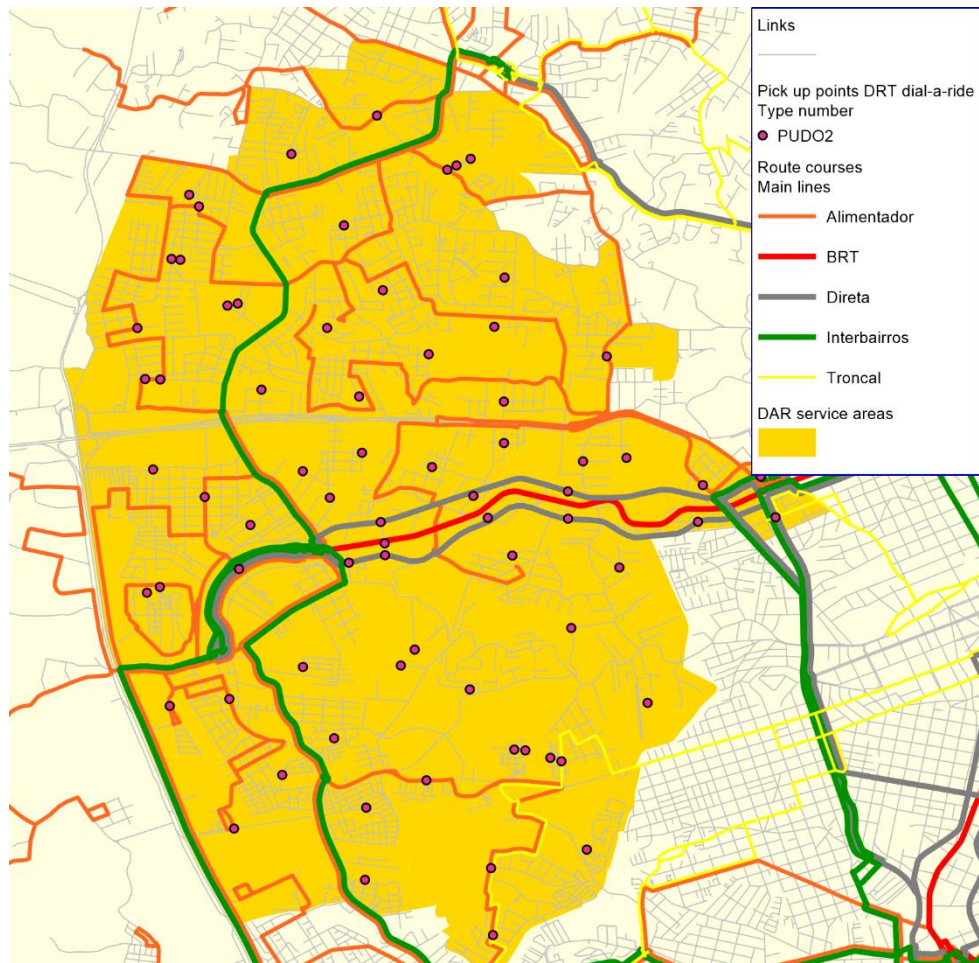 Links
Pick up points DRT dial-a-ride
Type number
PUDO2
Route courses
Main lines
Alimentador
BRT
Direta
Interbairros
Troncal
DAR service areas